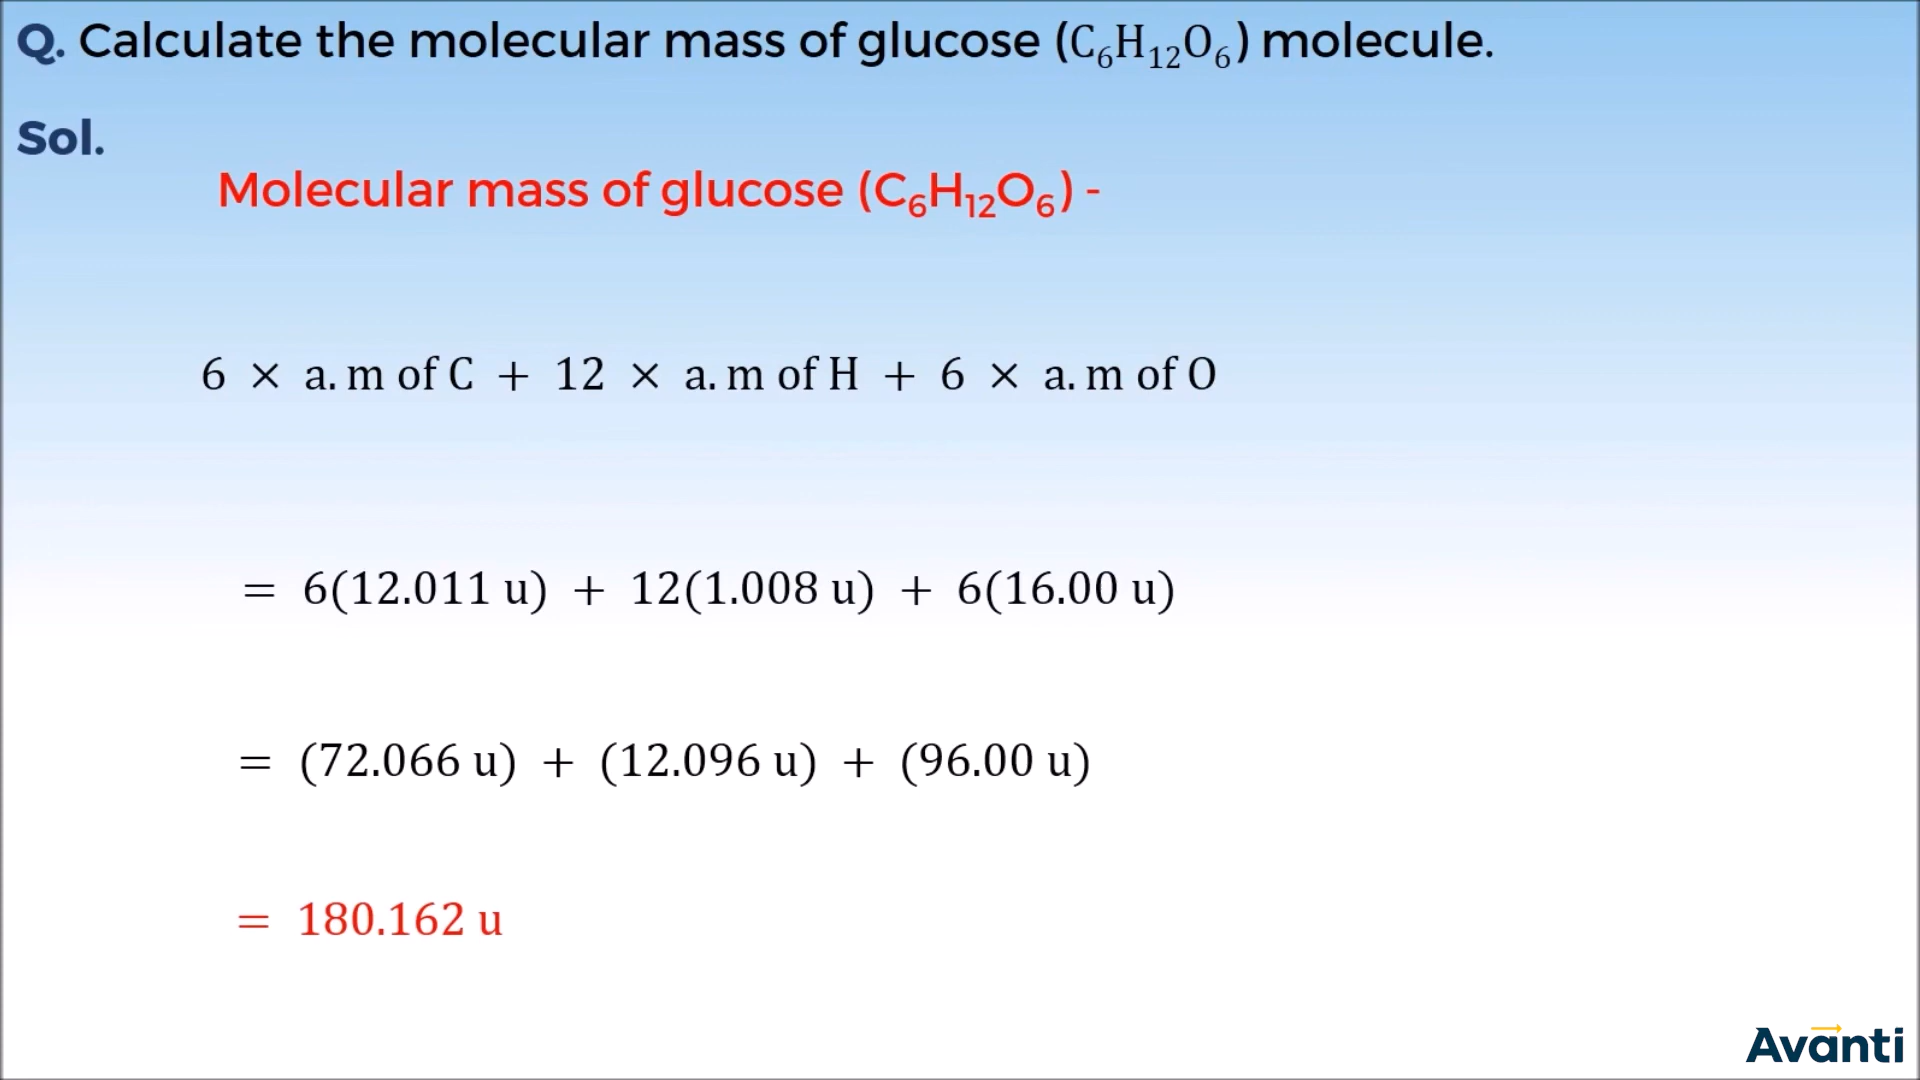 Q. Calculate the molecular mass of glucose (C₆H₁₂O₆) molecule.
Sol.
Molecular mass of glucose (C₆H₁₂O₆) -
6 × a. m of C + 12 × a. m of H + 6 × a. m of O
= 6(12.011 u) + 12(1.008 u) + 6(16.00 u)
= (72.066 u) + (12.096 u) + (96.00 u)
= 180.162 u
Avanti